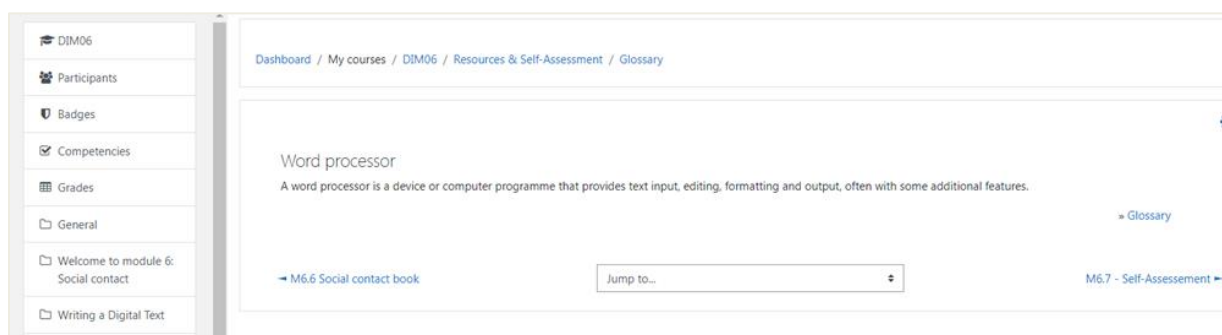 DIM06
Participants
Badges
Competencies
Grades
General
Welcome to module 6:
Social contact
Writing a Digital Text
Dashboard / My courses / DIM06 / Resources & Self-Assessment / Glossary
Word processor
A word processor is a device or computer programme that provides text input, editing, formatting and output, often with some additional features.
» Glossary
◄ M6.6 Social contact book
Jump to...
M6.7 - Self-Assessement ►